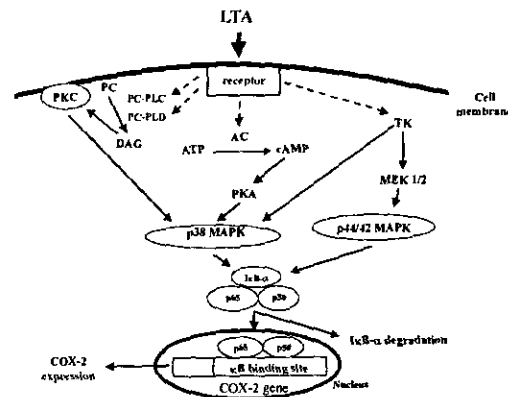 LTA
receptor
PKC
PC
PC-PLC
PC-PLD
DAG
AC
ATP
cAMP
PKA
TK
MEK 1/2
Cell
membrane
p38 MAPK
p44/42 MAPK
IκB-α
p65
p50
IκB-α degradation
p65
p50
κB binding site
COX-2 gene
Nucleus
COX-2
expression